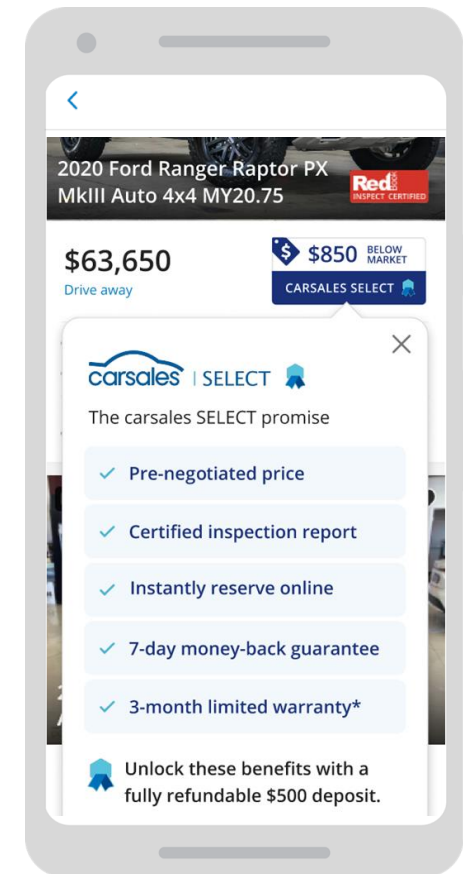 2020 Ford Ranger Raptor PX
MkIII Auto 4x4 MY20.75
Red
book
INSPECT CERTIFIED
$63,650
Drive away
$850 BELOW
MARKET
CARSALES SELECT
carsales | SELECT
The carsales SELECT promise
Pre-negotiated price
Certified inspection report
Instantly reserve online
7-day money-back guarantee
3-month limited warranty*
Unlock these benefits with a
fully refundable $500 deposit.